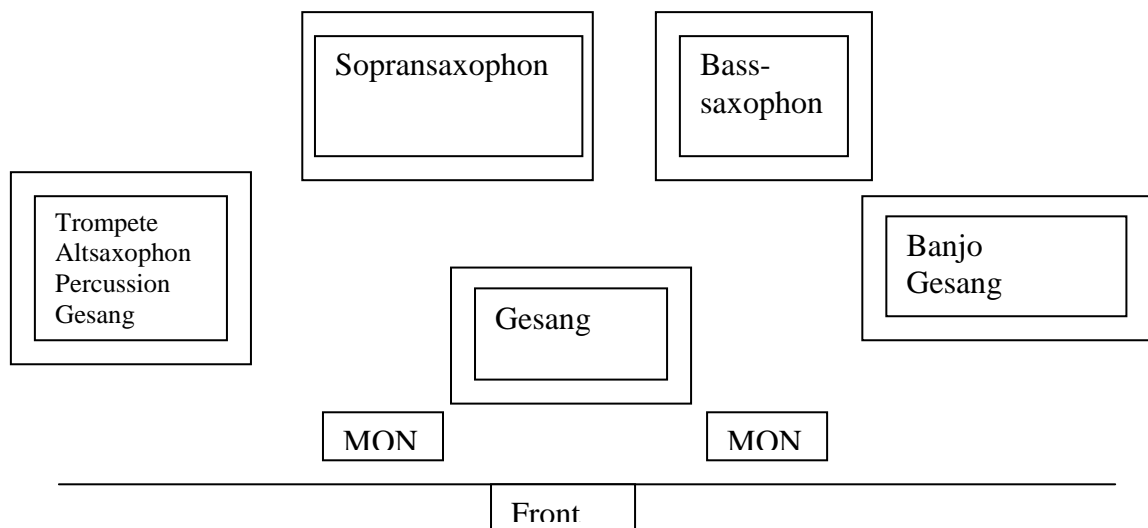 Sopransaxophon
Bass-
saxophon
Trompete
Altsaxophon
Percussion
Gesang
Banjo
Gesang
Gesang
MON
MON
Front